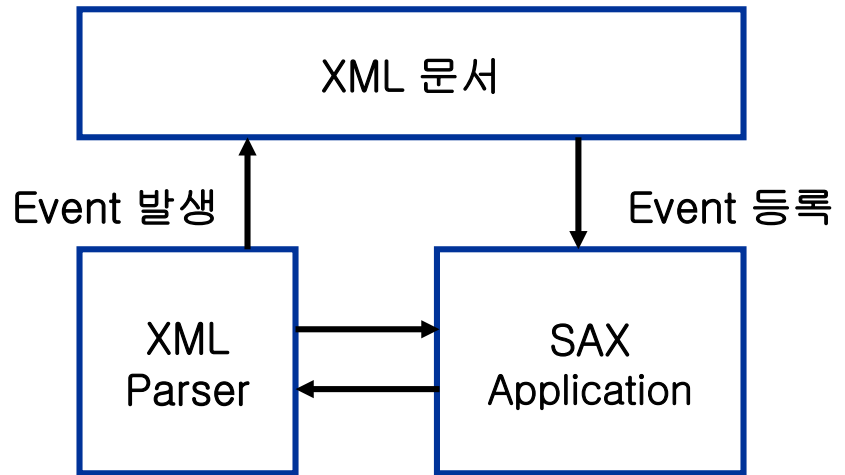 XML 문서
Event 발생
Event 등록
XML
Parser
SAX
Application